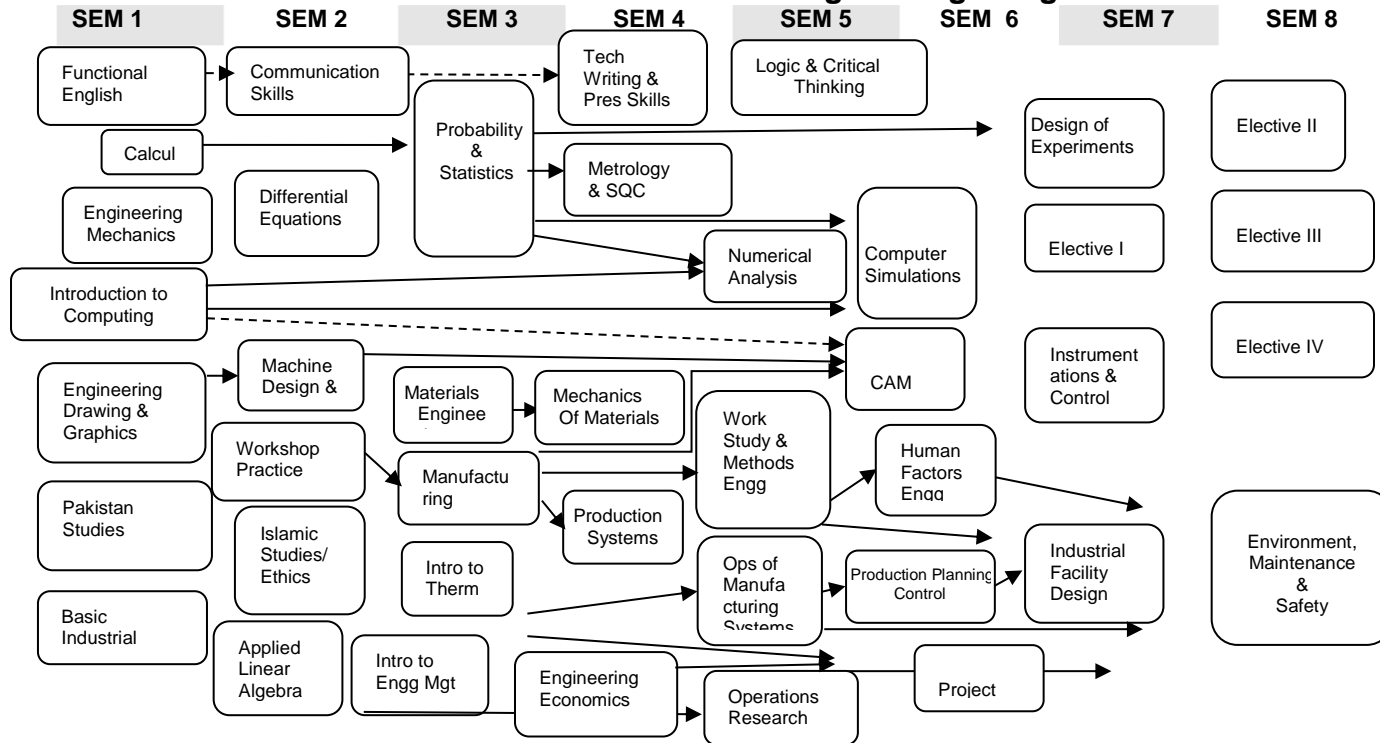 SEM 1
SEM 2
SEM 3
SEM 4
SEM 5
SEM 6
SEM 7
SEM 8
Functional
English
Communication
Skills
Tech
Writing &
Pres Skills
Logic & Critical
Thinking
Probability
&
Statistics
Design of
Experiments
Elective II
Calcul
Metrology
& SQC
Engineering
Mechanics
Differential
Equations
Numerical
Analysis
Computer
Simulations
Elective I
Elective III
Introduction to
Computing
Machine
Design &
CAM
Instrument
ations &
Control
Elective IV
Engineering
Drawing &
Graphics
Materials
Enginee
Mechanics
Of Materials
Work
Study &
Methods
Engg
Workshop
Practice
Manufactu
ring
Human
Factors
Engg
Pakistan
Studies
Islamic
Studies/
Ethics
Production
Systems
Intro to
Therm
Ops of
Manufa
cturing
Systems
Production Planning
Control
Industrial
Facility
Design
Environment,
Maintenance
&
Safety
Basic
Industrial
Applied
Linear
Algebra
Intro to
Engg Mgt
Engineering
Economics
Operations
Research
Project